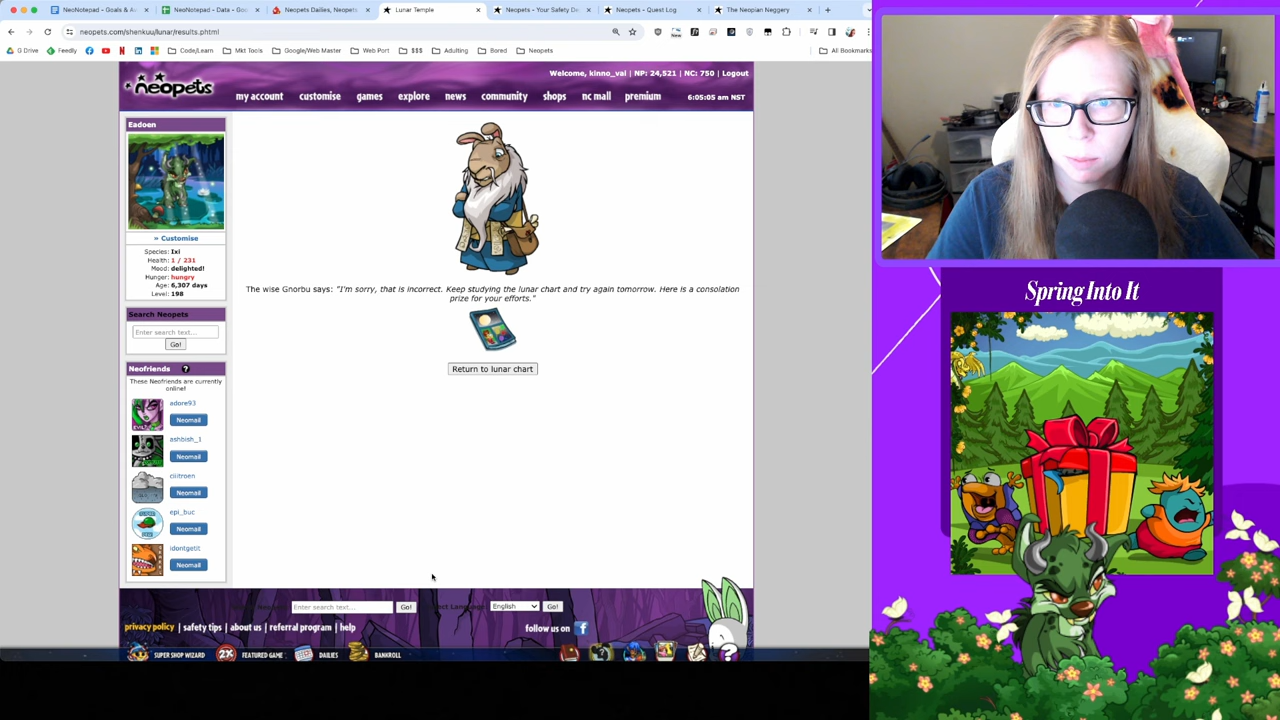 NeoNotepad - Goals & Av
NeoNotepad - Data - Goo
Neopets Dailies, Neopets
Lunar Temple
Neopets - Your Safety De
Neopets - Quest Log
The Neopian Neggery
neopets.com/shenkuu/lunar/results.phtml
G Drive
Feedly
Code/Learn
Mkt Tools
Google/Web Master
Web Port
$$$
Adulting
Bored
Neopets
All Bookmarks
neopets
Welcome, kinno_val | NP: 24,521 | NC: 750 | Logout
my account customise games explore news community shops nc mall premium 6:05:05 am NST
Eadoen
» Customise
Species: Ixi
Health: 1 / 231
Mood: delighted!
Hunger: hungry
Age: 6,307 days
Level: 198
Search Neopets
Enter search text...
Go!
Neofriends ?
These Neofriends are currently
online!
adore93
Neomail
ashbish_1
Neomail
Neomail
epi_buc
Neomail
idontgetit
Neomail
The wise Gnorbu says: "I'm sorry, that is incorrect. Keep studying the lunar chart and try again tomorrow. Here is a consolation
prize for your efforts."
Return to lunar chart
Enter search text... Go! English Go!
privacy policy | safety tips | about us | referral program | help
follow us on
SUPER SHOP WIZARD
2X FEATURED GAME
DAILIES
BANKROLL
Spring Into It